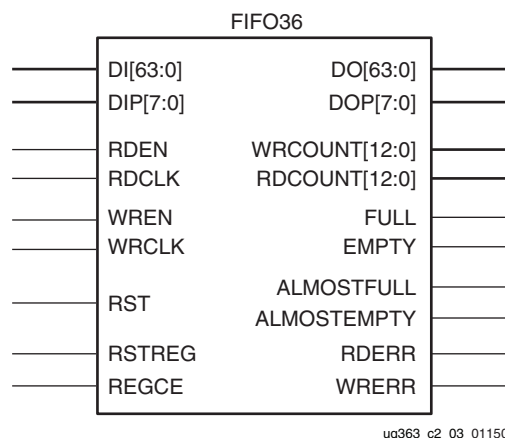 FIFO36
DI[63:0] DO[63:0]
DIP[7:0] DOP[7:0]
RDEN WRCOUNT[12:0]
RDCLK RDCOUNT[12:0]
WREN FULL
WRCLK EMPTY
ALMOSTFULL
RST
ALMOSTEMPTY
RSTREG RDERR
REGCE WRERR
ug363_c2_03_01150